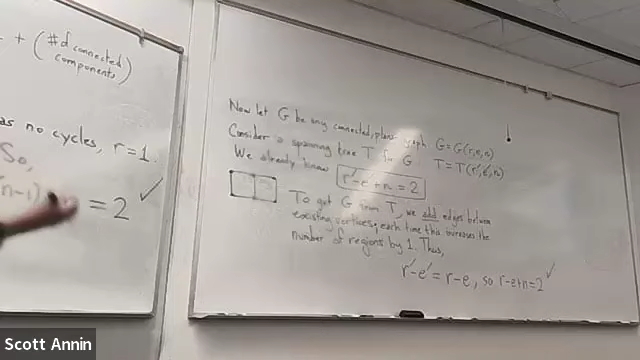 + (# of connected
components)
as no cycles, r=1.
So,
(n-1) = 2 ✓
Now let G be any connected, planar graph G=G(r,e,n)
Consider a spanning tree T for G T=T(r',e',n)
We already know r'-e'+n=2
To get G from T, we add edges between
existing vertices; each time this increases the
number of regions by 1. Thus,
r'-e'=r-e, so r-e+n=2 ✓
Scott Annin